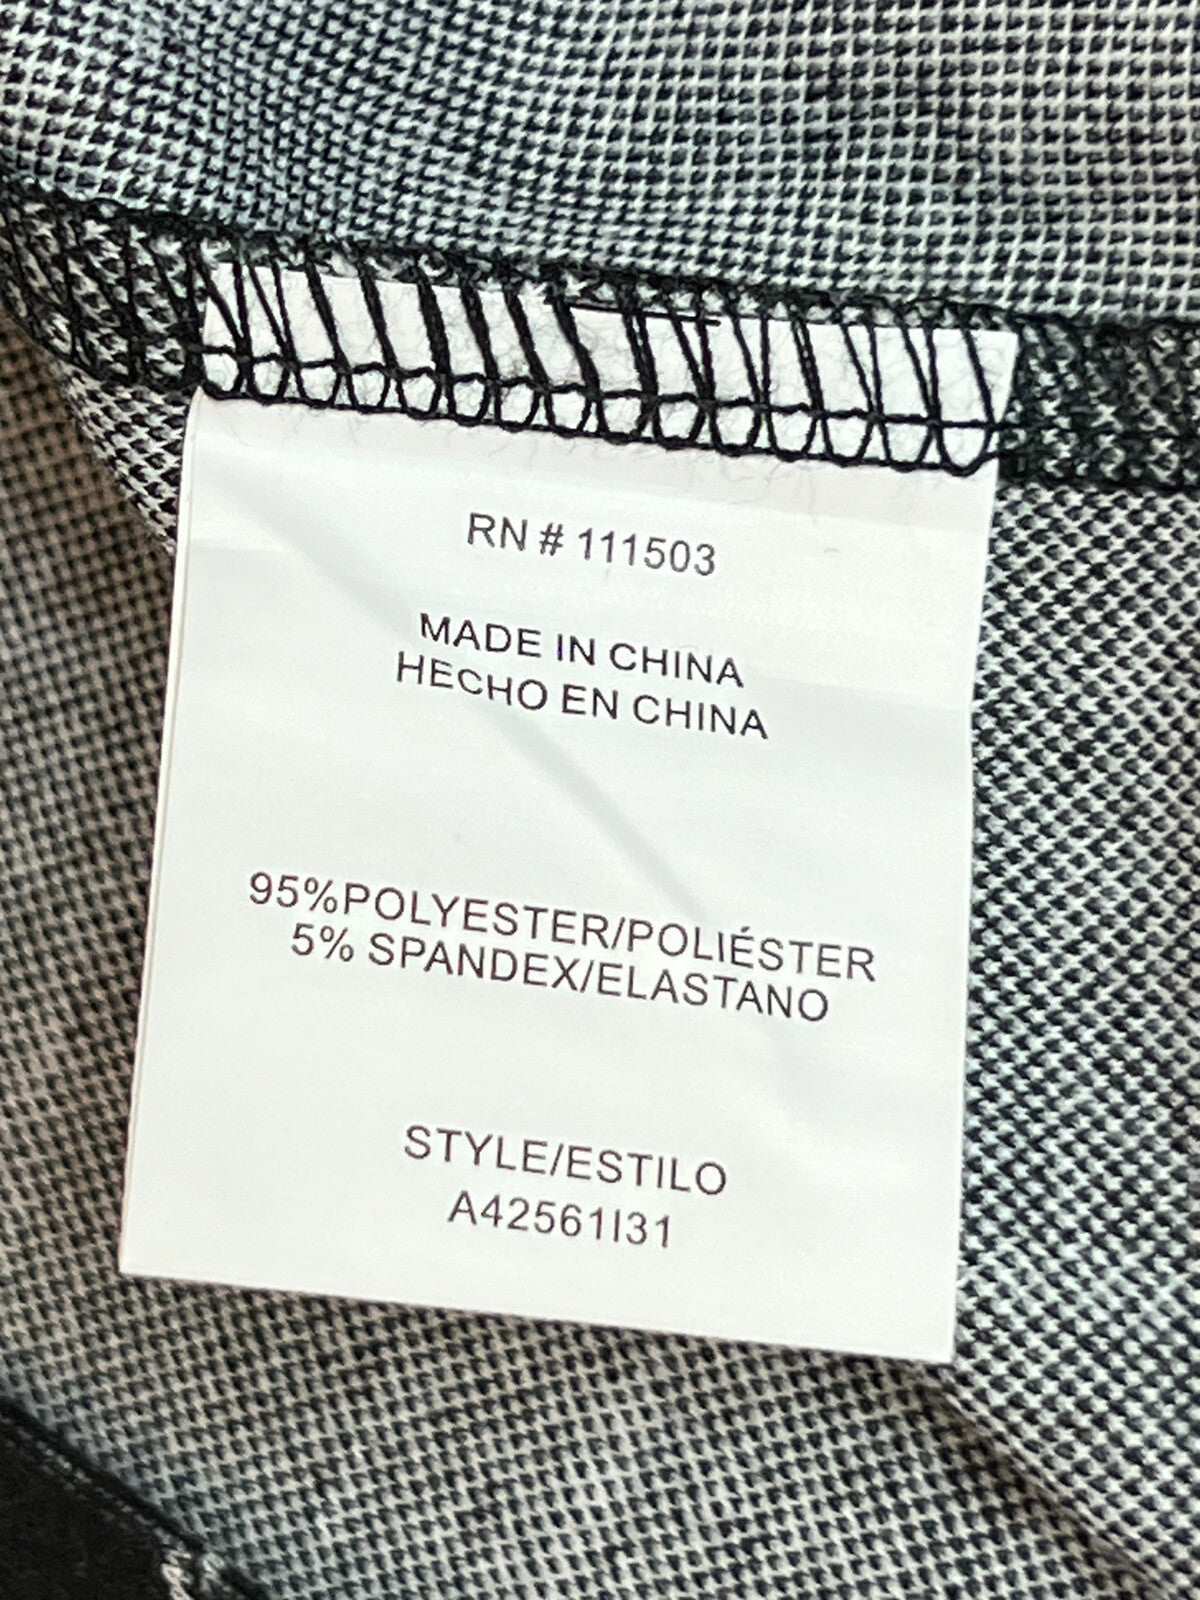 RN # 111503
MADE IN CHINA
HECHO EN CHINA
95%POLYESTER/POLIÉSTER
5% SPANDEX/ELASTANO
STYLE/ESTILO
A42561I31